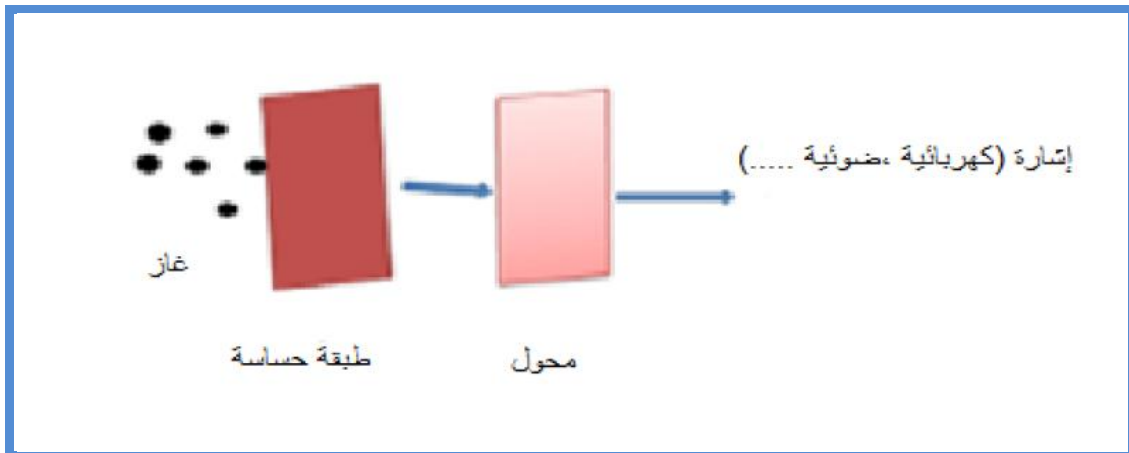 إشارة (كهربائية ،ضوئية .....)
غاز
طبقة حساسة
محول